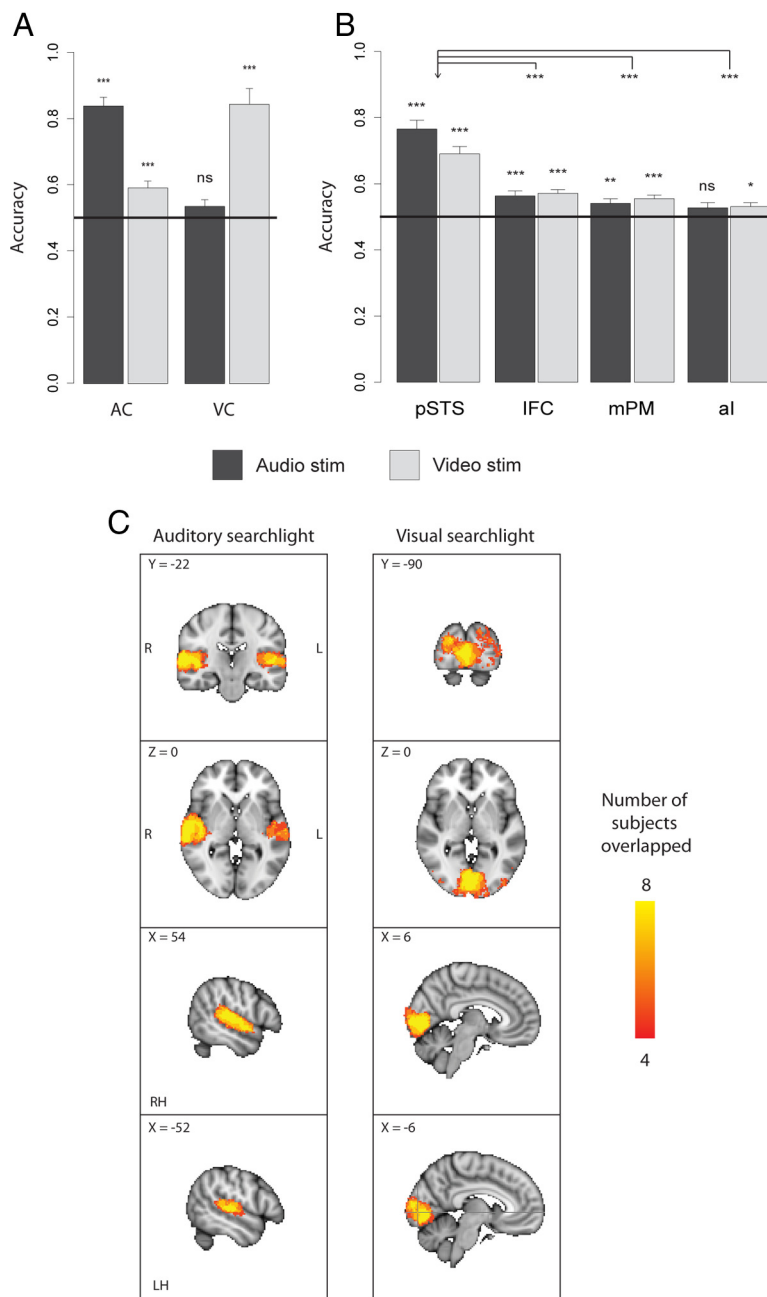 A
Accuracy
1.0
0.8
0.6
0.4
0.2
0.0
***
***
ns
***
AC VC
B
Accuracy
1.0
0.8
0.6
0.4
0.2
0.0
*** *** ***
*** *** *** *** ** *** ns *
pSTS IFC mPM aI
Audio stim Video stim
C
Auditory searchlight Visual searchlight
Y = -22 Y = -90
R L
Z = 0 Z = 0
R L
X = 54 X = 6
RH
X = -52 X = -6
LH
Number of
subjects
overlapped
8
4